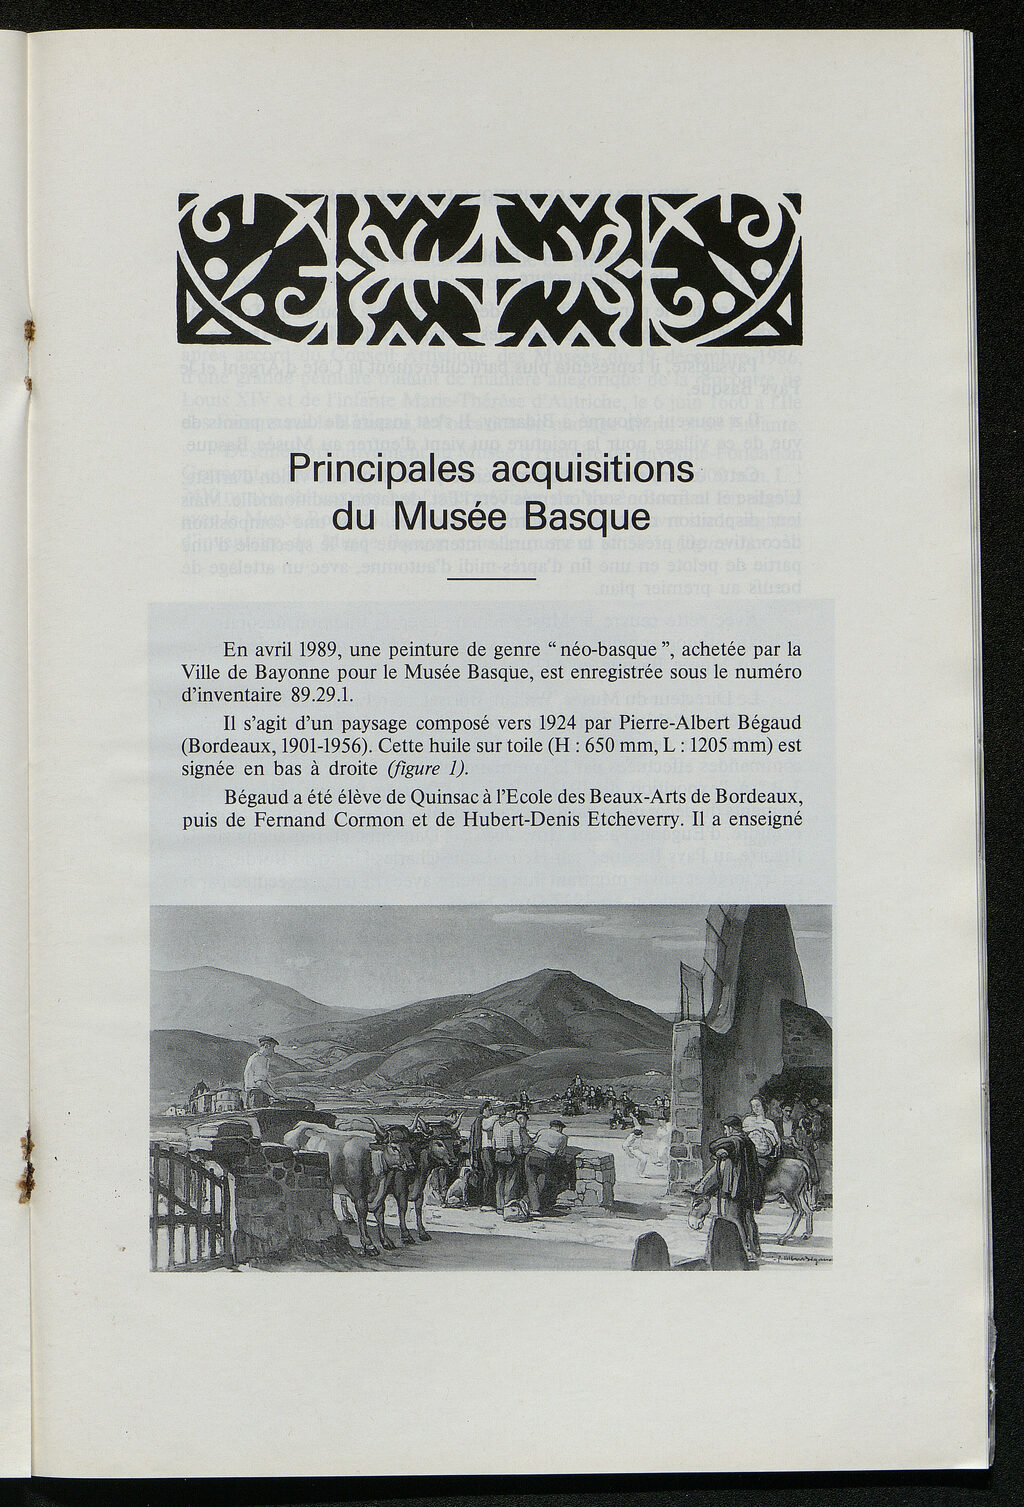 Principales acquisitions
du Musée Basque
En avril 1989, une peinture de genre “ néo-basque ”, achetée par la
Ville de Bayonne pour le Musée Basque, est enregistrée sous le numéro
d’inventaire 89.29.1.
Il s’agit d’un paysage composé vers 1924 par Pierre-Albert Bégaud
(Bordeaux, 1901-1956). Cette huile sur toile (H : 650 mm, L : 1205 mm) est
signée en bas à droite (figure 1).
Bégaud a été élève de Quinsac à l’Ecole des Beaux-Arts de Bordeaux,
puis de Fernand Cormon et de Hubert-Denis Etcheverry. Il a enseigné